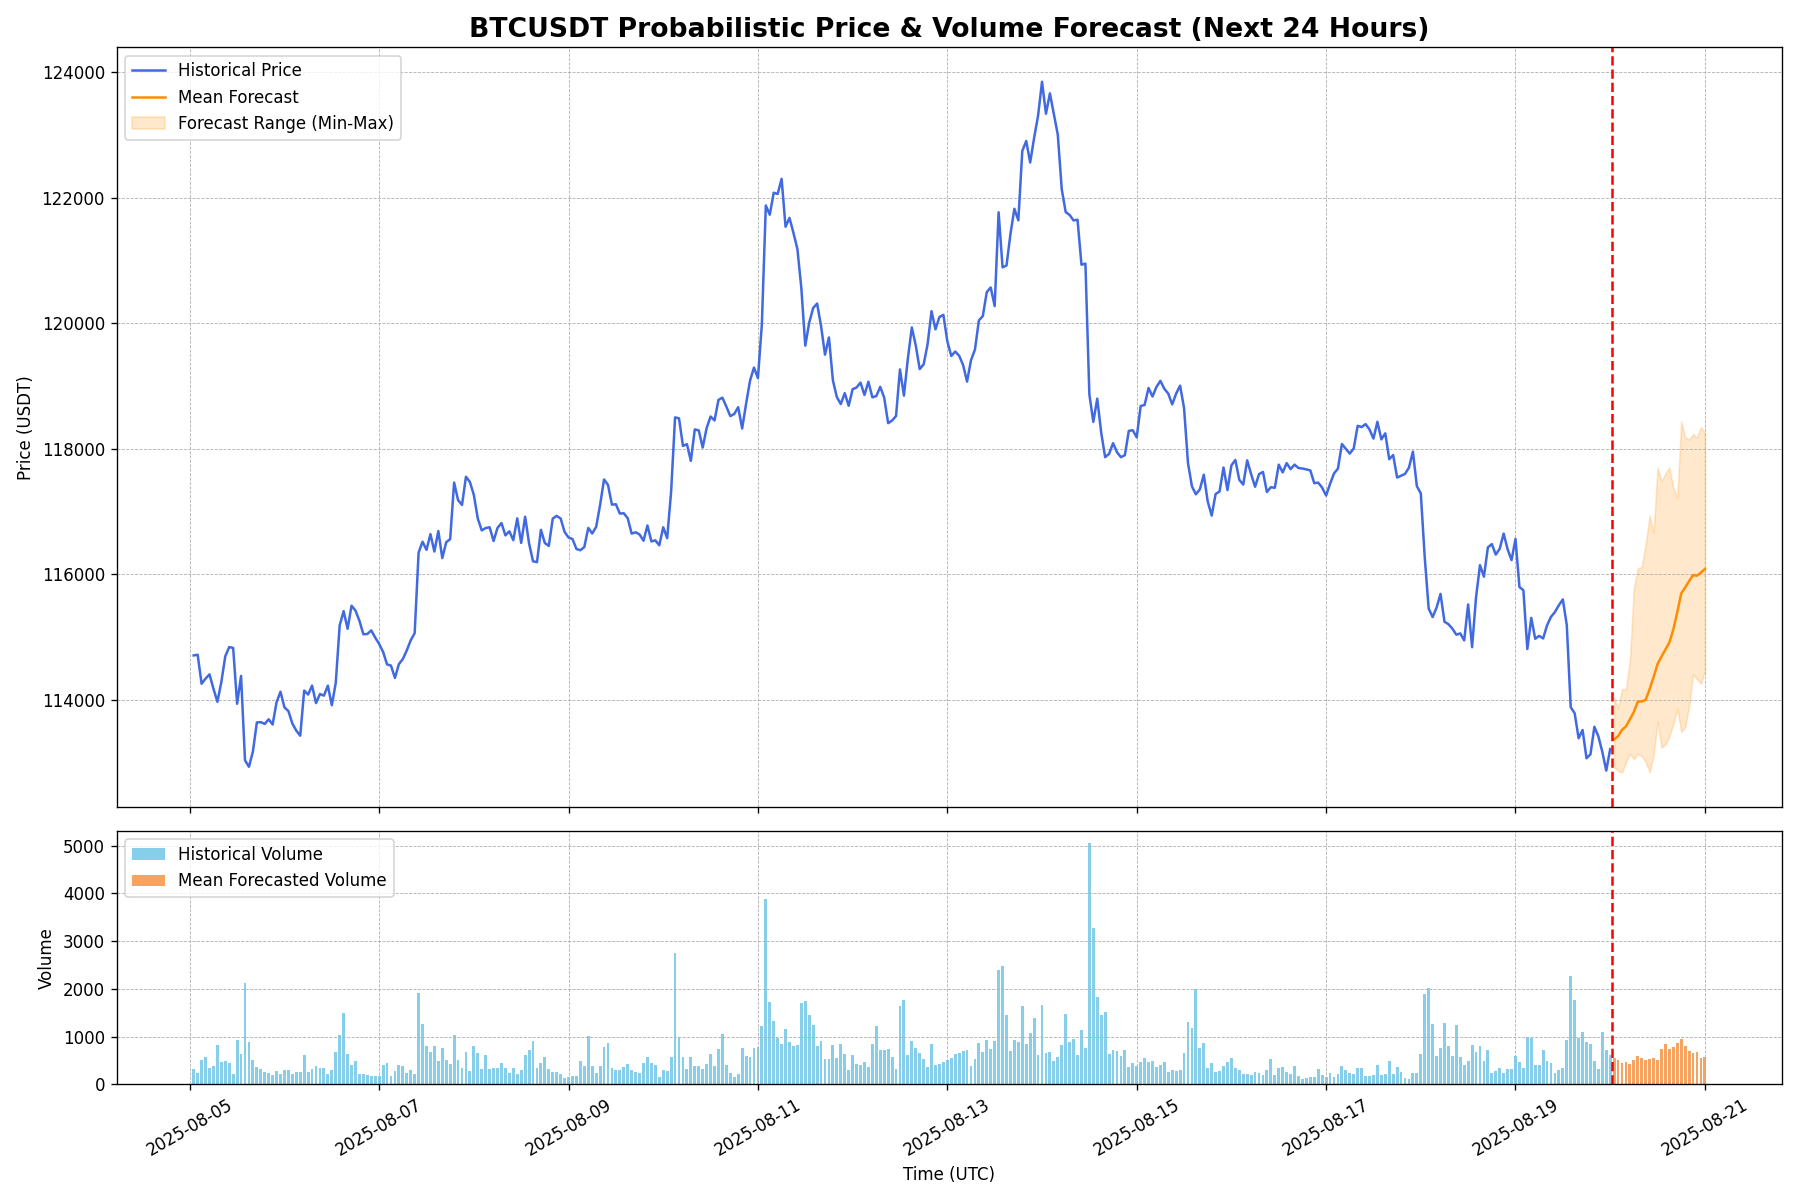 BTCUSDT Probabilistic Price & Volume Forecast (Next 24 Hours)
Historical Price
Mean Forecast
Forecast Range (Min-Max)
124000
122000
120000
118000
116000
114000
Price (USDT)
Historical Volume
Mean Forecasted Volume
5000
4000
3000
2000
1000
0
Volume
2025-08-05
2025-08-07
2025-08-09
2025-08-11
2025-08-13
2025-08-15
2025-08-17
2025-08-19
2025-08-21
Time (UTC)